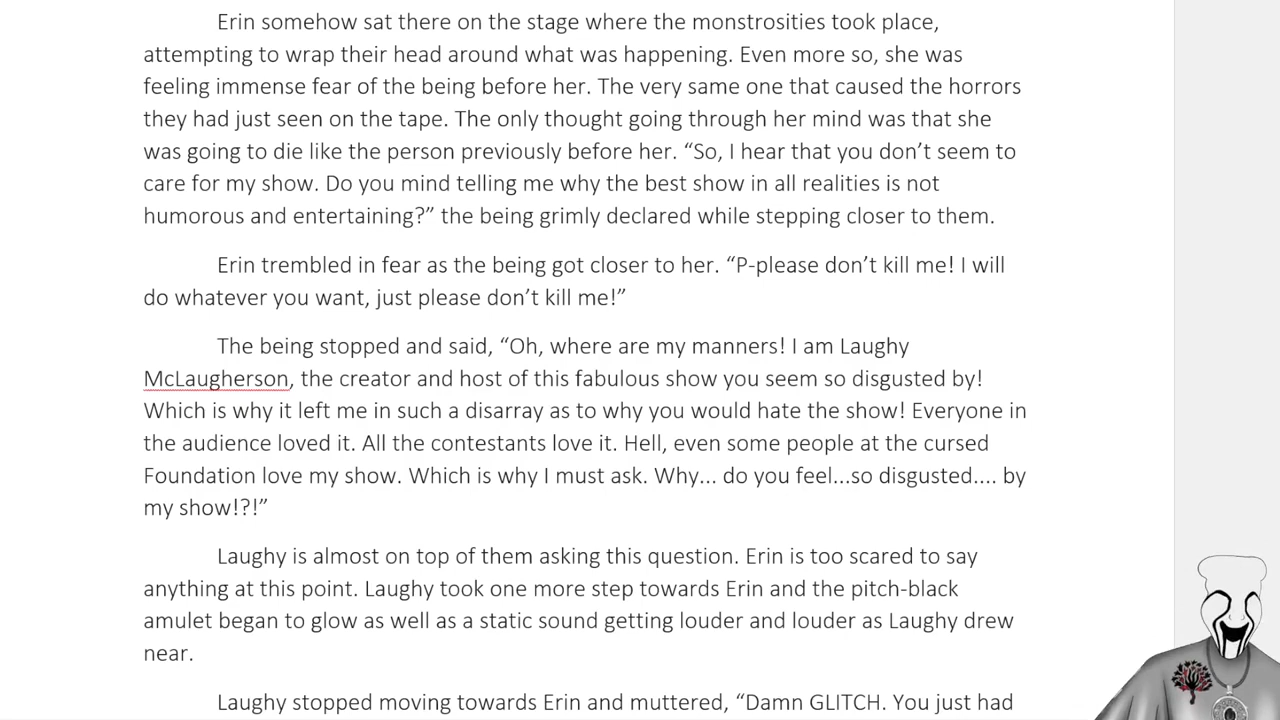 Erin somehow sat there on the stage where the monstrosities took place,
attempting to wrap their head around what was happening. Even more so, she was
feeling immense fear of the being before her. The very same one that caused the horrors
they had just seen on the tape. The only thought going through her mind was that she
was going to die like the person previously before her. “So, I hear that you don’t seem to
care for my show. Do you mind telling me why the best show in all realities is not
humorous and entertaining?” the being grimly declared while stepping closer to them.
Erin trembled in fear as the being got closer to her. “P-please don’t kill me! I will
do whatever you want, just please don’t kill me!”
The being stopped and said, “Oh, where are my manners! I am Laughy
McLaugherson, the creator and host of this fabulous show you seem so disgusted by!
Which is why it left me in such a disarray as to why you would hate the show! Everyone in
the audience loved it. All the contestants love it. Hell, even some people at the cursed
Foundation love my show. Which is why I must ask. Why... do you feel...so disgusted.... by
my show!?!”
Laughy is almost on top of them asking this question. Erin is too scared to say
anything at this point. Laughy took one more step towards Erin and the pitch-black
amulet began to glow as well as a static sound getting louder and louder as Laughy drew
near.
Laughy stopped moving towards Erin and muttered, “Damn GLITCH. You just had